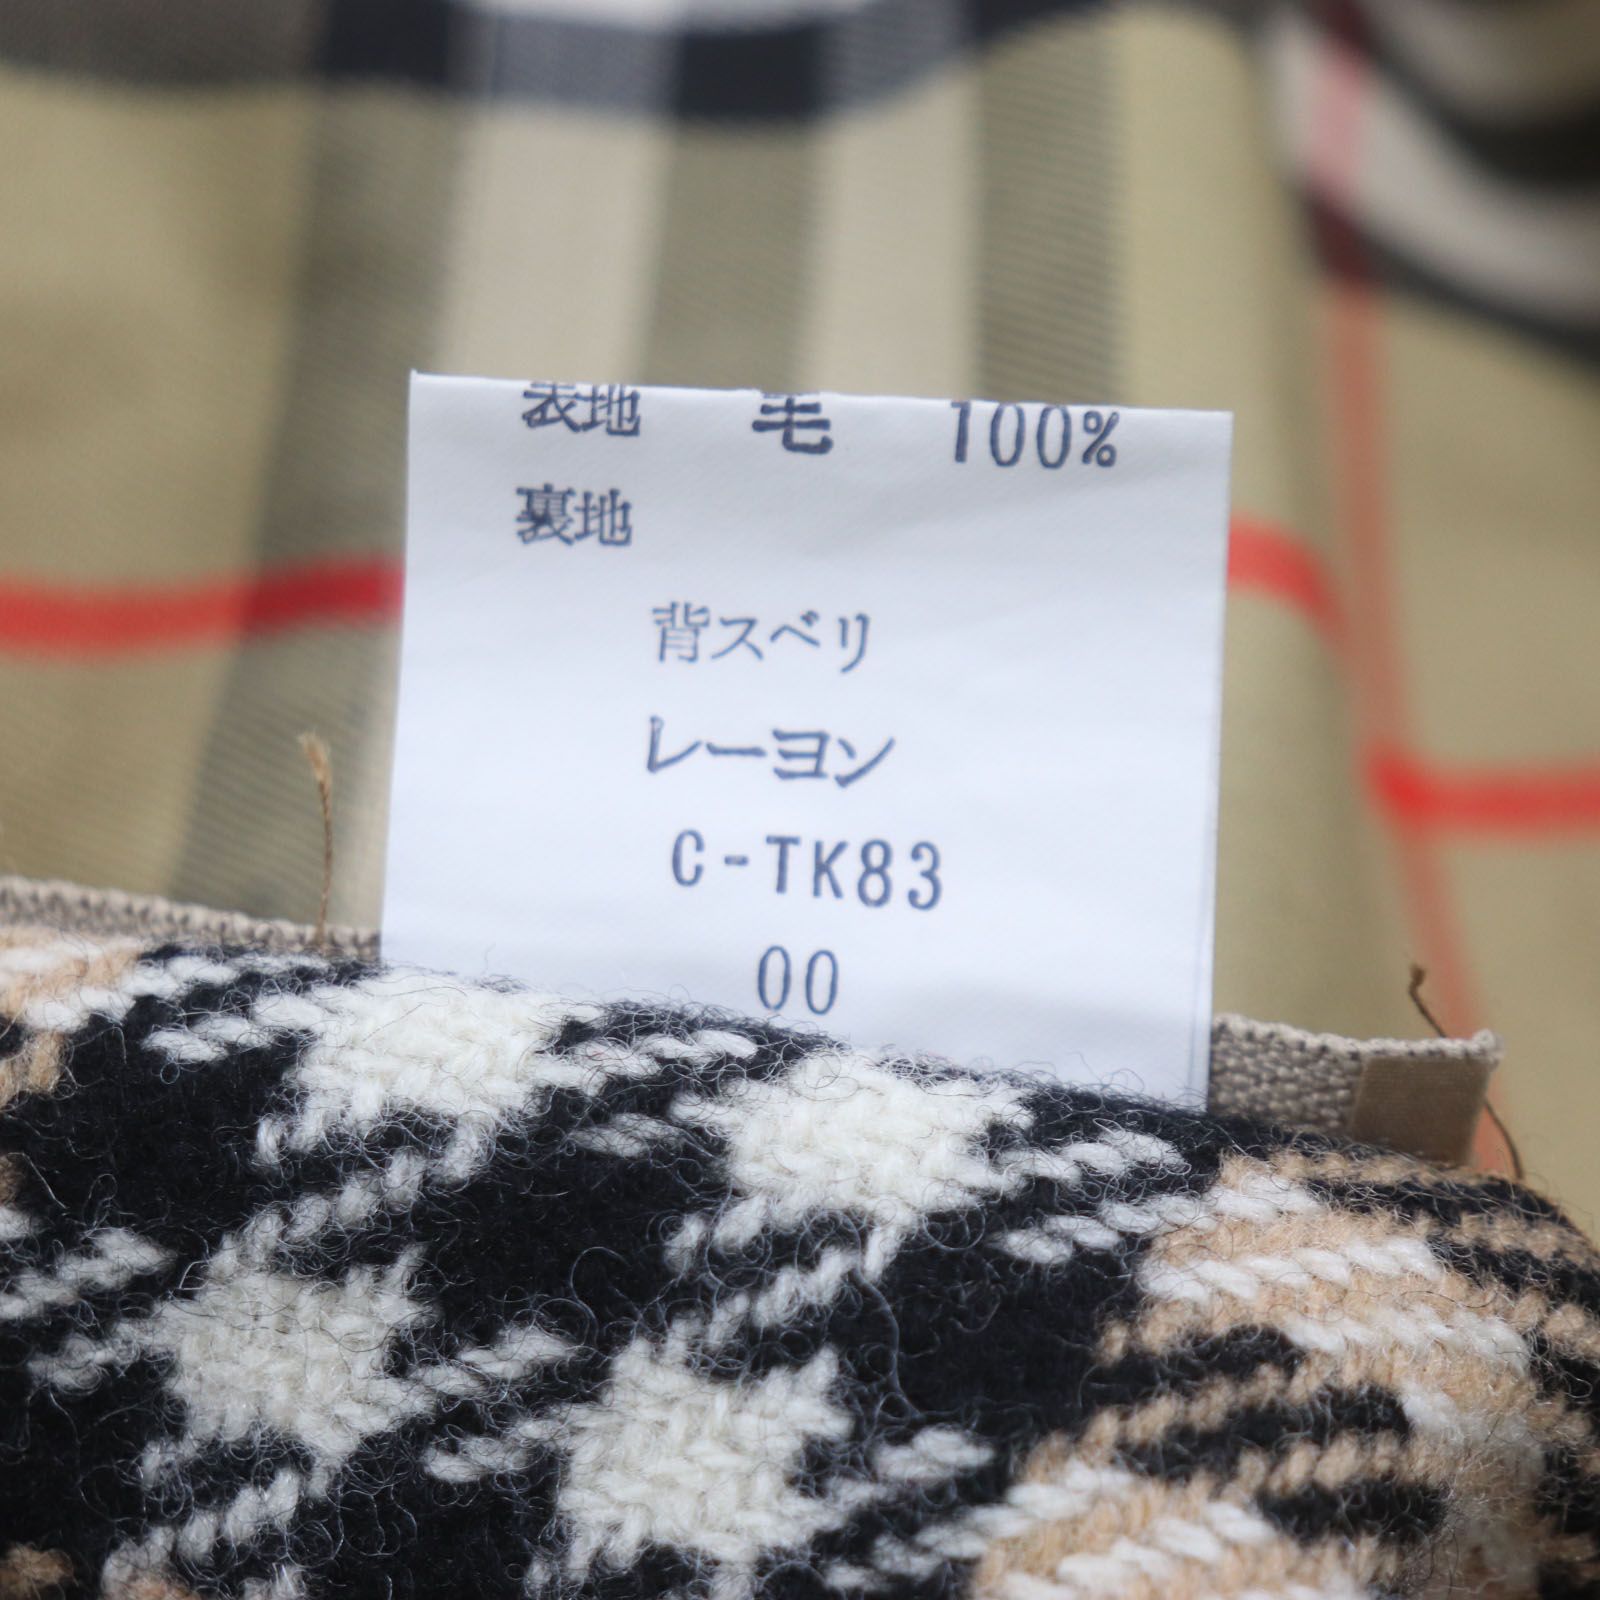 表地 毛 100%
裏地
背スベリ
レーヨン
C-TK83
00